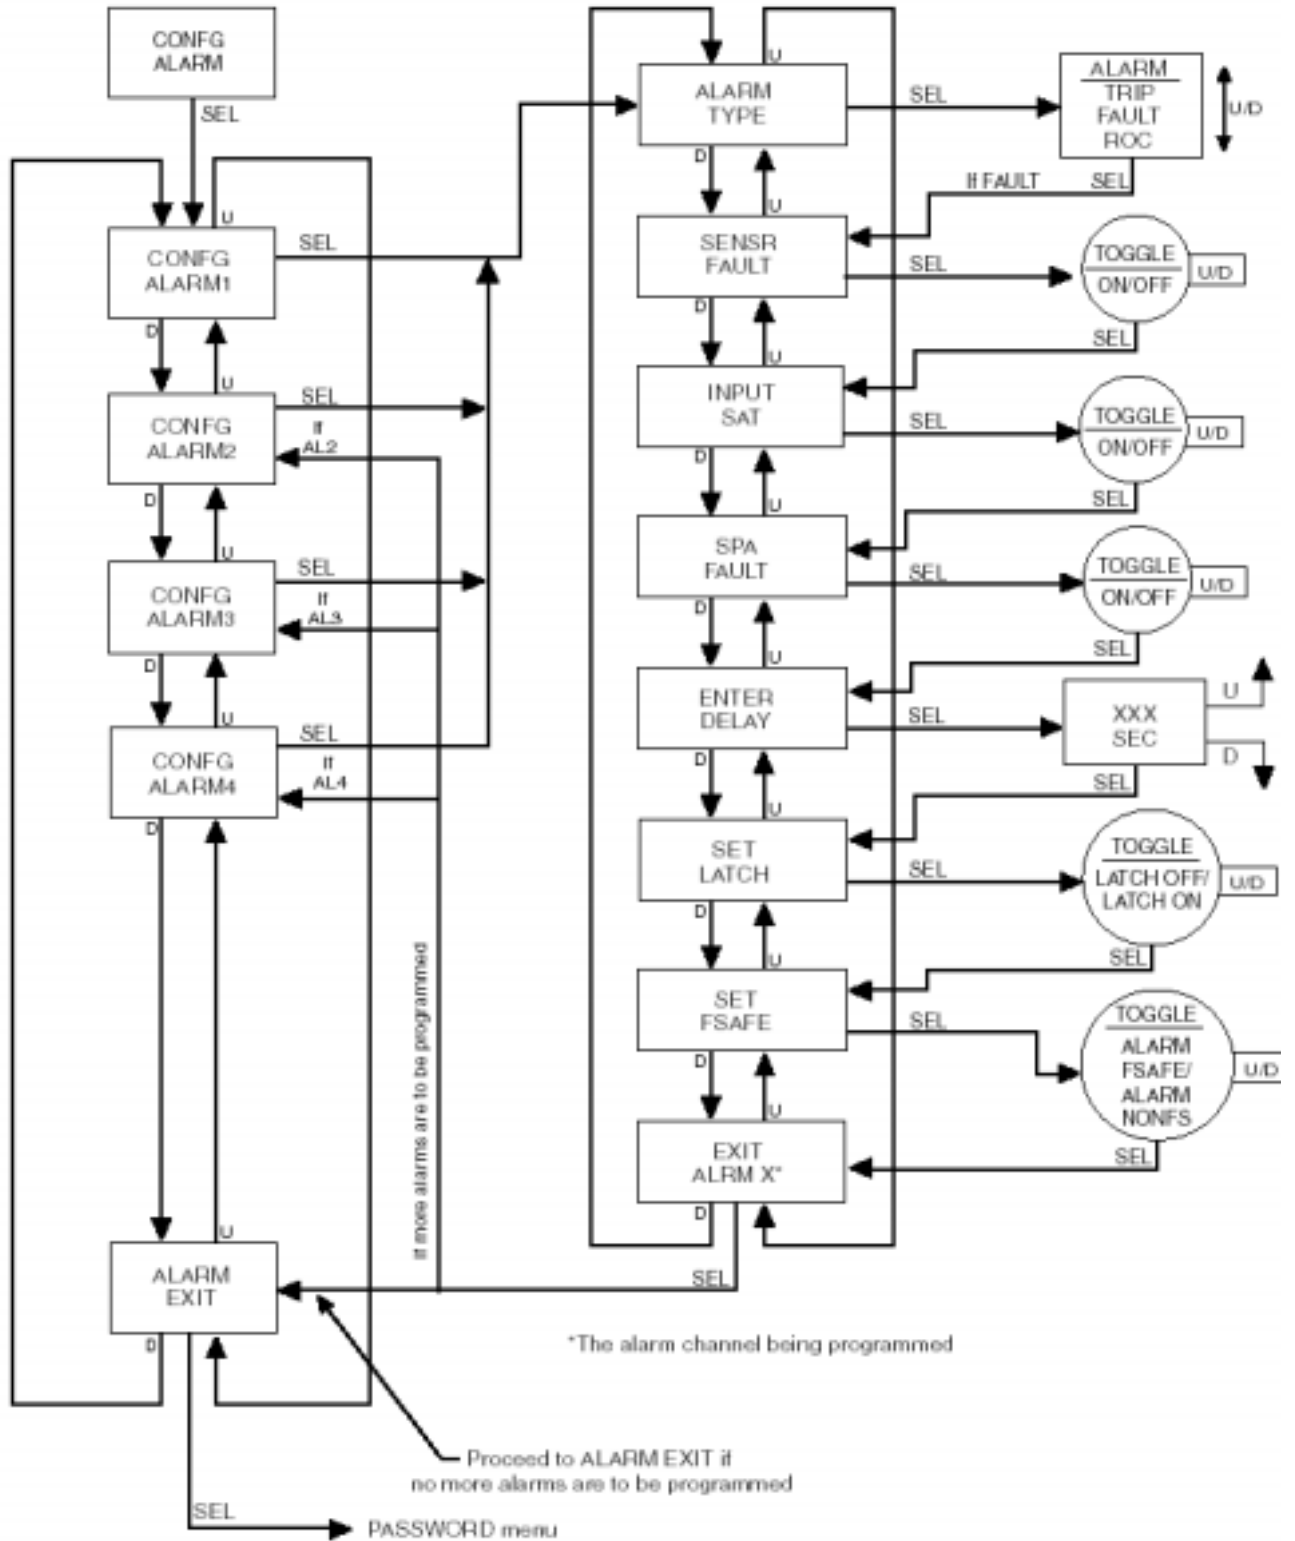 CONFG
ALARM
SEL
U
CONFG
ALARM1
SEL
D
U
CONFG
ALARM2
SEL
If
AL2
D
U
CONFG
ALARM3
SEL
If
AL3
D
U
CONFG
ALARM4
SEL
If
AL4
D
If more alarms are to be programmed
U
ALARM
EXIT
D
SEL
PASSWORD menu
Proceed to ALARM EXIT if
no more alarms are to be programmed
U
ALARM
TYPE
SEL
ALARM
TRIP
FAULT
ROC
U/D
D
U
If FAULT
SEL
SENSR
FAULT
SEL
TOGGLE
ON/OFF
U/D
D
U
SEL
INPUT
SAT
SEL
TOGGLE
ON/OFF
U/D
D
U
SEL
SPA
FAULT
SEL
TOGGLE
ON/OFF
U/D
D
U
SEL
ENTER
DELAY
SEL
XXX
SEC
U
D
D
U
SEL
SET
LATCH
SEL
TOGGLE
LATCH OFF/
LATCH ON
U/D
D
U
SEL
SET
FSAFE
SEL
TOGGLE
ALARM
FSAFE/
ALARM
NONFS
U/D
D
U
SEL
EXIT
ALRM X*
D
SEL
*The alarm channel being programmed